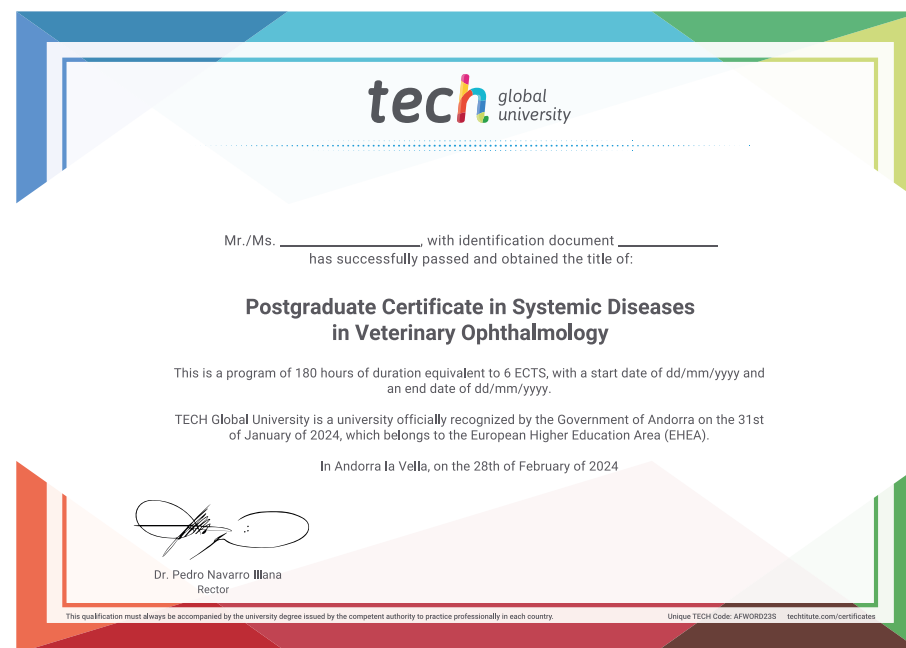 tech global university
Mr./Ms. ____________________, with identification document ______________
has successfully passed and obtained the title of:
Postgraduate Certificate in Systemic Diseases
in Veterinary Ophthalmology
This is a program of 180 hours of duration equivalent to 6 ECTS, with a start date of dd/mm/yyyy and
an end date of dd/mm/yyyy.
TECH Global University is a university officially recognized by the Government of Andorra on the 31st
of January of 2024, which belongs to the European Higher Education Area (EHEA).
In Andorra la Vella, on the 28th of February of 2024
Dr. Pedro Navarro Illana
Rector
This qualification must always be accompanied by the university degree issued by the competent authority to practice professionally in each country. Unique TECH Code: AFWORD23S techtitute.com/certificates